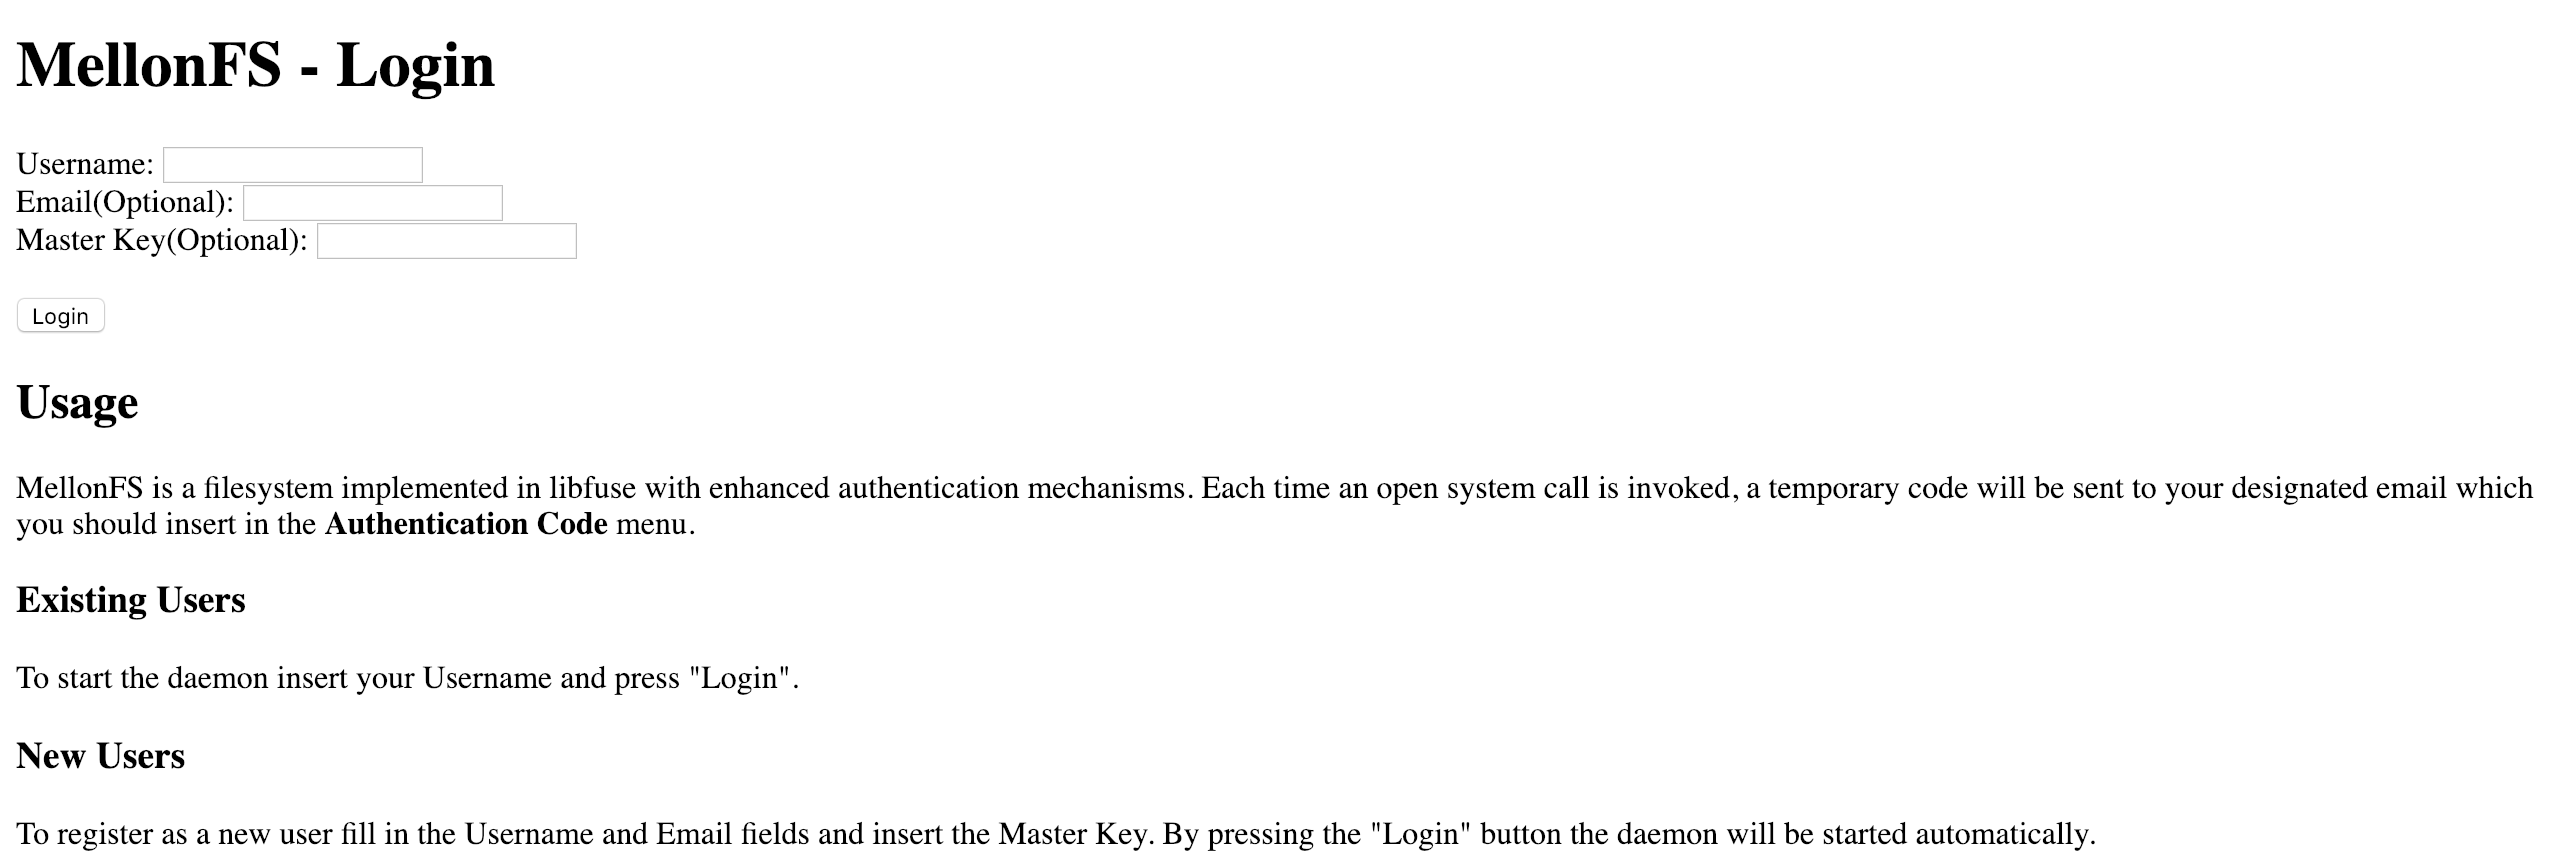 MellonFS - Login
Username:
Email(Optional):
Master Key(Optional):
Login
Usage
MellonFS is a filesystem implemented in libfuse with enhanced authentication mechanisms. Each time an open system call is invoked, a temporary code will be sent to your designated email which
you should insert in the Authentication Code menu.
Existing Users
To start the daemon insert your Username and press "Login".
New Users
To register as a new user fill in the Username and Email fields and insert the Master Key. By pressing the "Login" button the daemon will be started automatically.